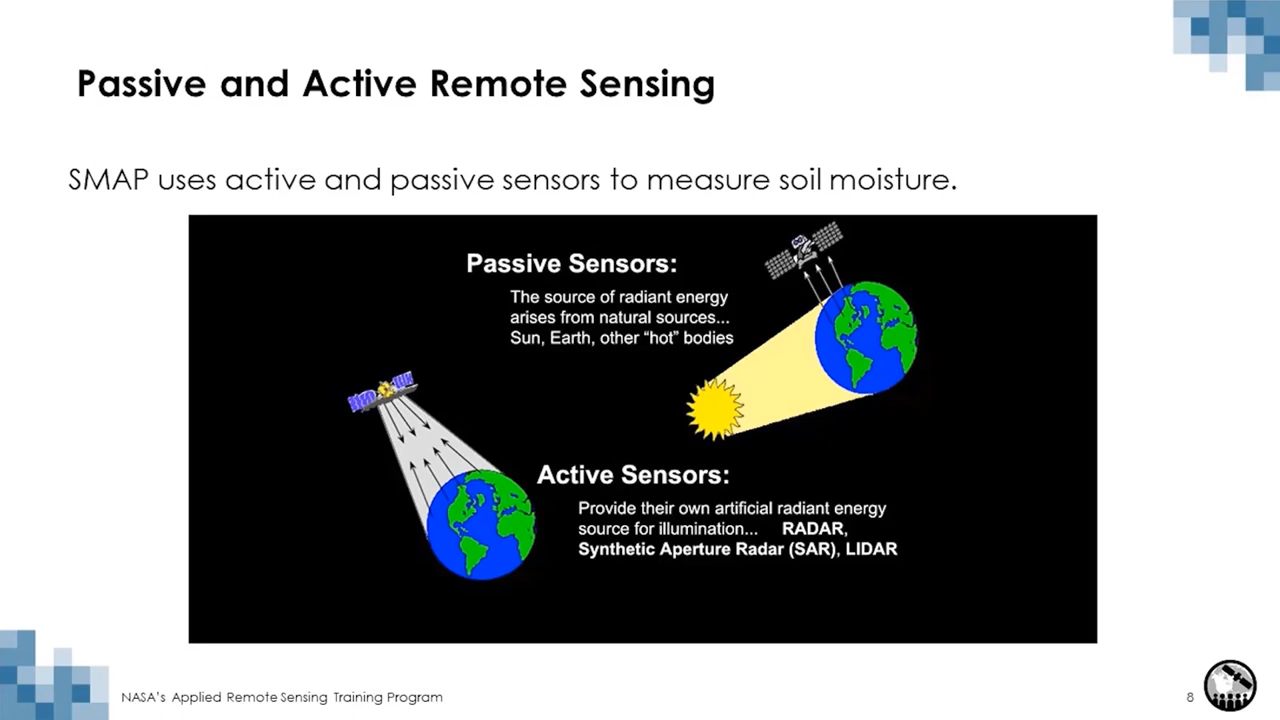 Passive and Active Remote Sensing
SMAP uses active and passive sensors to measure soil moisture.
Passive Sensors:
The source of radiant energy
arises from natural sources...
Sun, Earth, other “hot” bodies
Active Sensors:
Provide their own artificial radiant energy
source for illumination... RADAR,
Synthetic Aperture Radar (SAR), LIDAR
NASA's Applied Remote Sensing Training Program
8